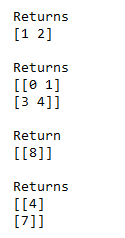 Returns
[1 2]
Returns
[[0 1]
[3 4]]
Return
[[8]]
Returns
[[4]
[7]]